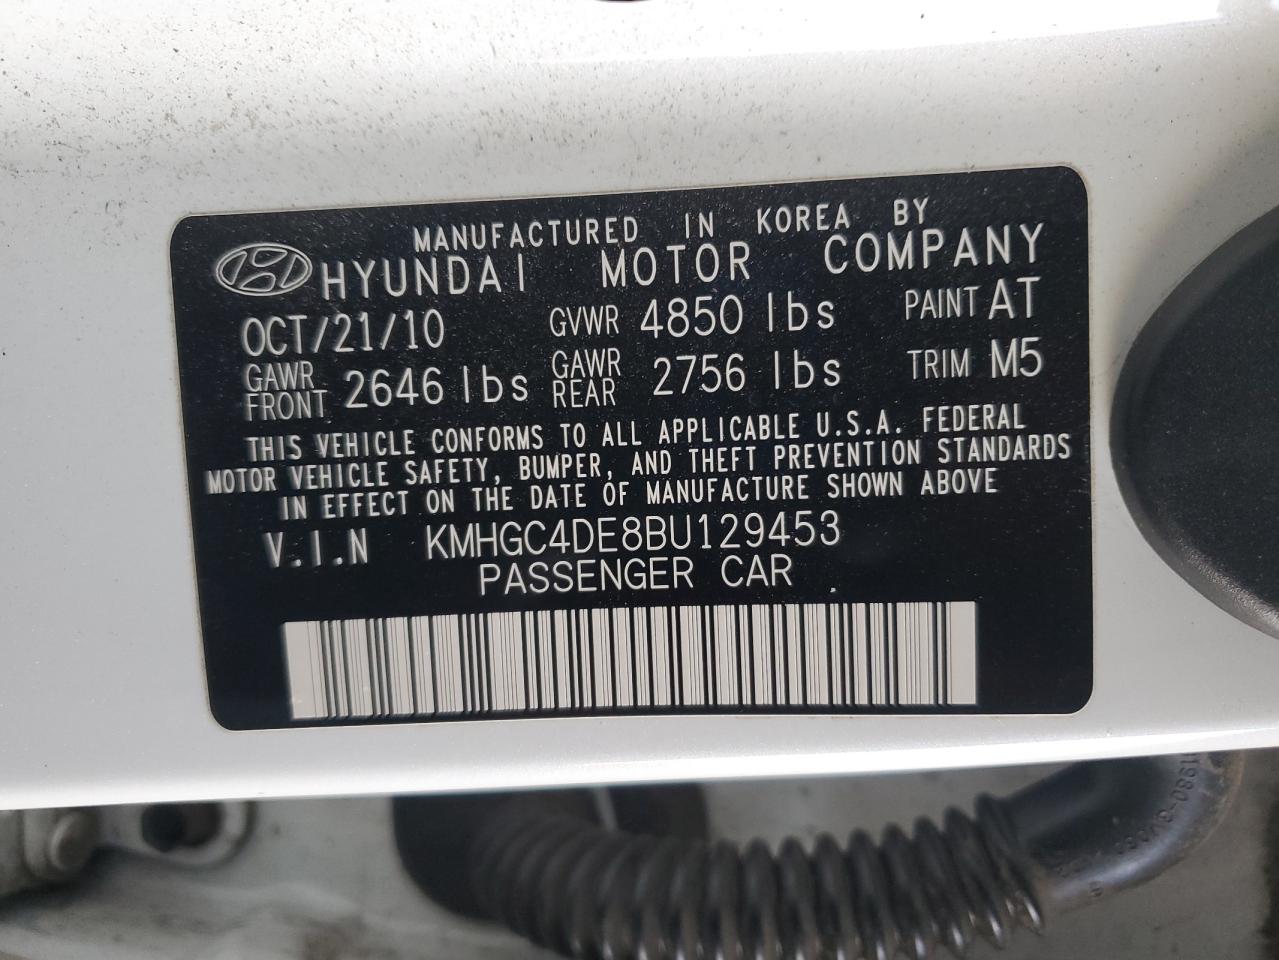 MANUFACTURED IN KOREA BY
HYUNDAI MOTOR COMPANY
OCT/21/10 GVWR 4850 lbs PAINT AT
GAWR FRONT 2646 lbs GAWR REAR 2756 lbs TRIM M5
THIS VEHICLE CONFORMS TO ALL APPLICABLE U.S.A. FEDERAL
MOTOR VEHICLE SAFETY, BUMPER, AND THEFT PREVENTION STANDARDS
IN EFFECT ON THE DATE OF MANUFACTURE SHOWN ABOVE
V.I.N KMHGC4DE8BU129453
PASSENGER CAR